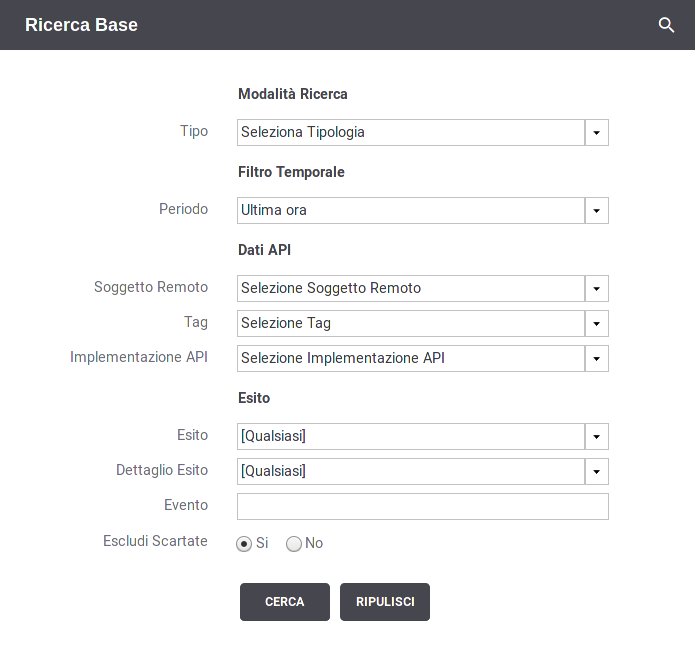 Ricerca Base
Modalità Ricerca
Tipo Seleziona Tipologia
Filtro Temporale
Periodo Ultima ora
Dati API
Soggetto Remoto Selezione Soggetto Remoto
Tag Selezione Tag
Implementazione API Selezione Implementazione API
Esito
Esito [Qualsiasi]
Dettaglio Esito [Qualsiasi]
Evento
Escludi Scartate Si No
CERCA RIPULISCI